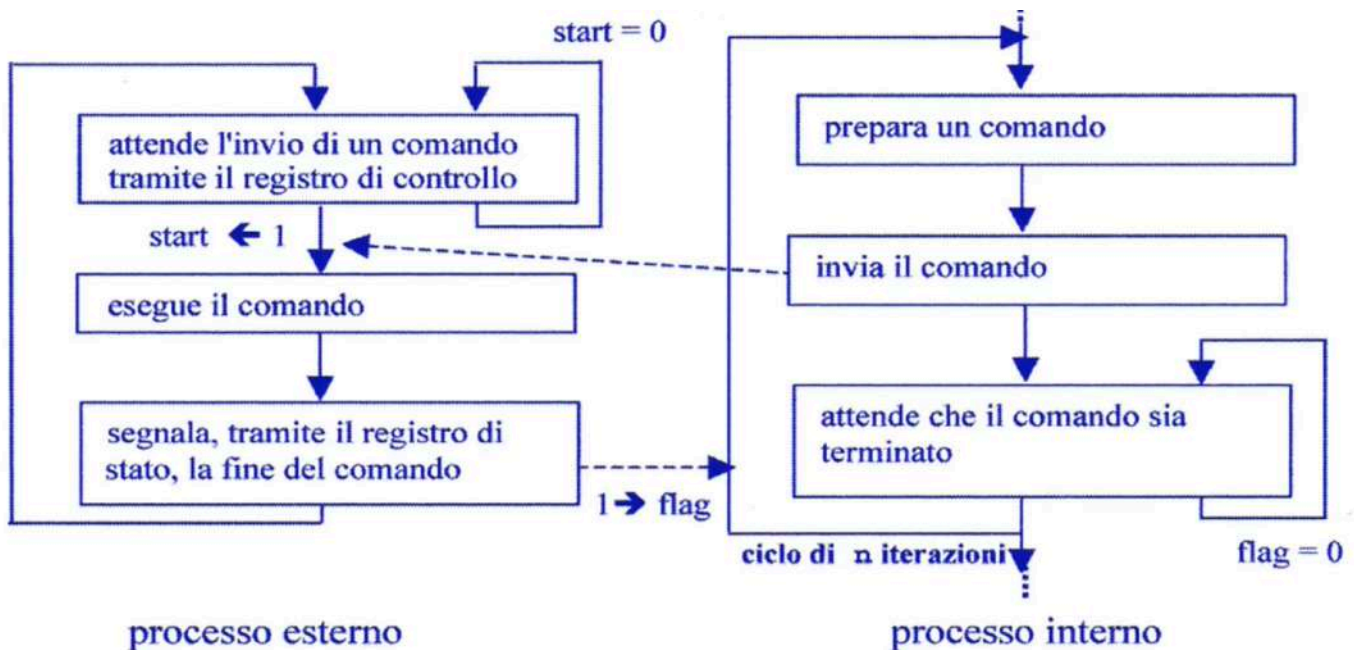 start = 0
attende l'invio di un comando
tramite il registro di controllo
start ← 1
esegue il comando
segnala, tramite il registro di
stato, la fine del comando
1 → flag
processo esterno
prepara un comando
invia il comando
attende che il comando sia
terminato
ciclo di n iterazioni
flag = 0
processo interno